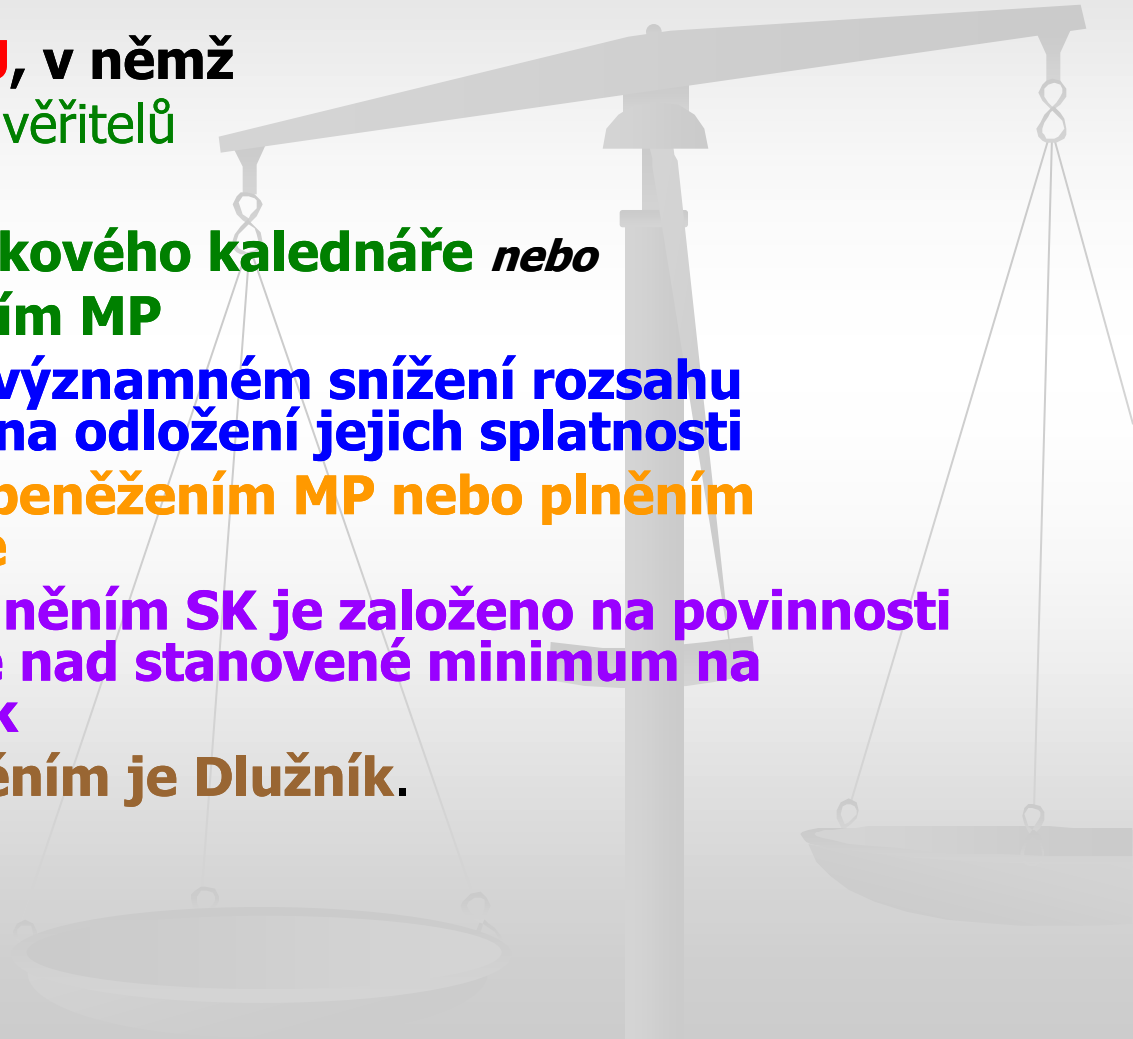 , v němž
věřitelů
kového kalednáře nebo
ím MP
významném snížení rozsahu
na odložení jejich splatnosti
peněžením MP nebo plněním
e
něním SK je založeno na povinnosti
e nad stanovené minimum na
k
ěním je Dlužník.